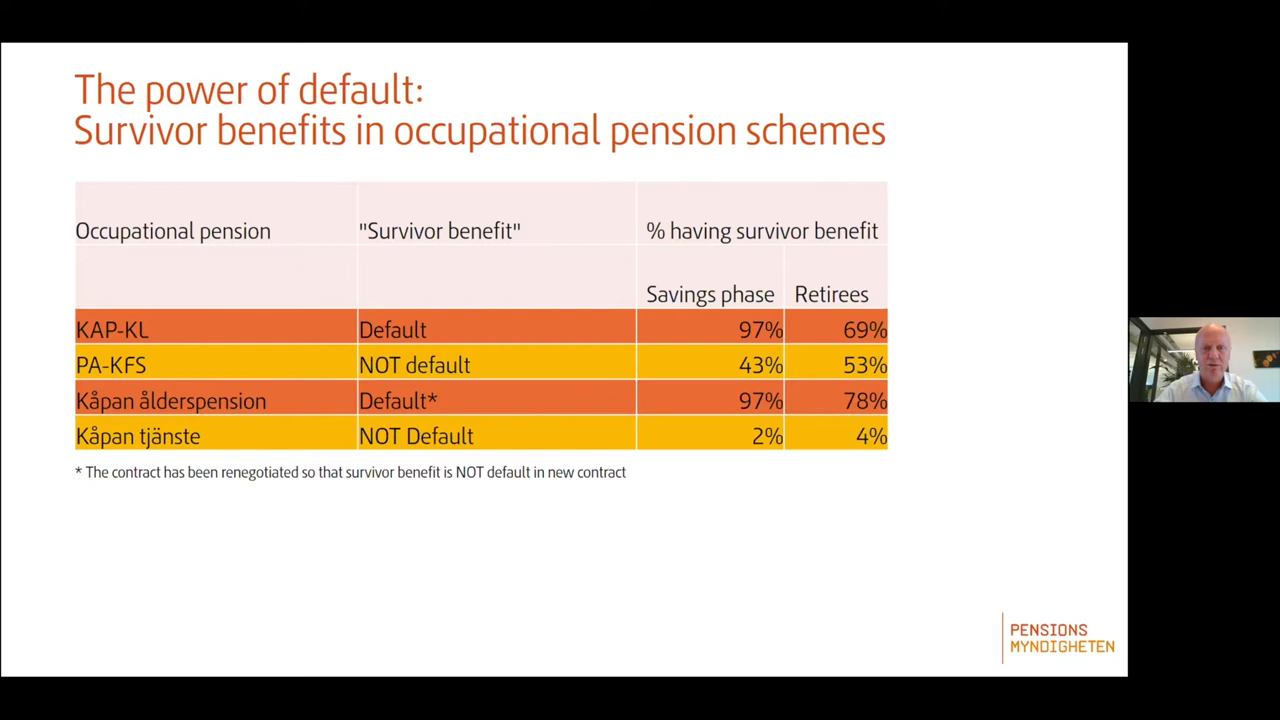 The power of default:
Survivor benefits in occupational pension schemes
Occupational pension "Survivor benefit" % having survivor benefit
Savings phase Retirees
KAP-KL Default 97% 69%
PA-KFS NOT default 43% 53%
Kåpan ålderspension Default* 97% 78%
Kåpan tjänste NOT Default 2% 4%
* The contract has been renegotiated so that survivor benefit is NOT default in new contract
PENSIONS
MYNDIGHETEN